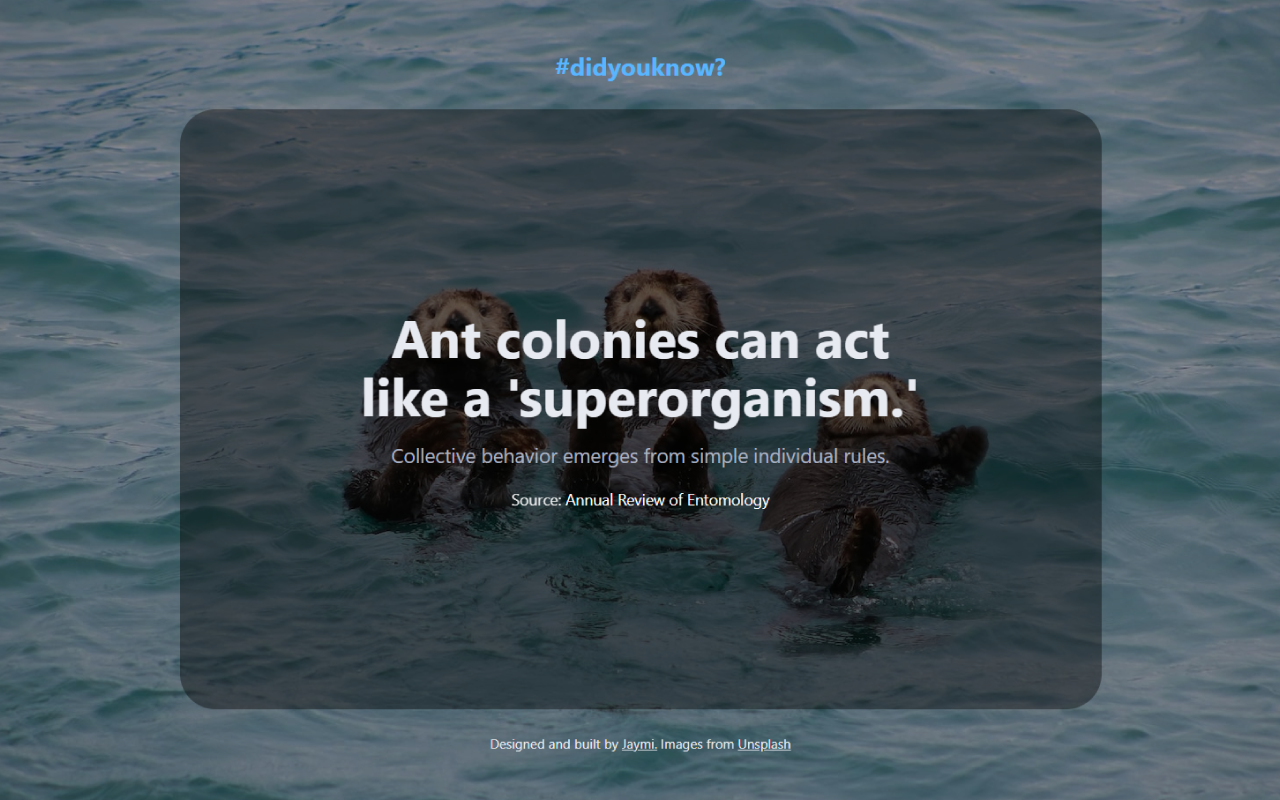 #didyouknow?
Ant colonies can act
like a 'superorganism.'
Collective behavior emerges from simple individual rules.
Source: Annual Review of Entomology
Designed and built by Jaymi. Images from Unsplash